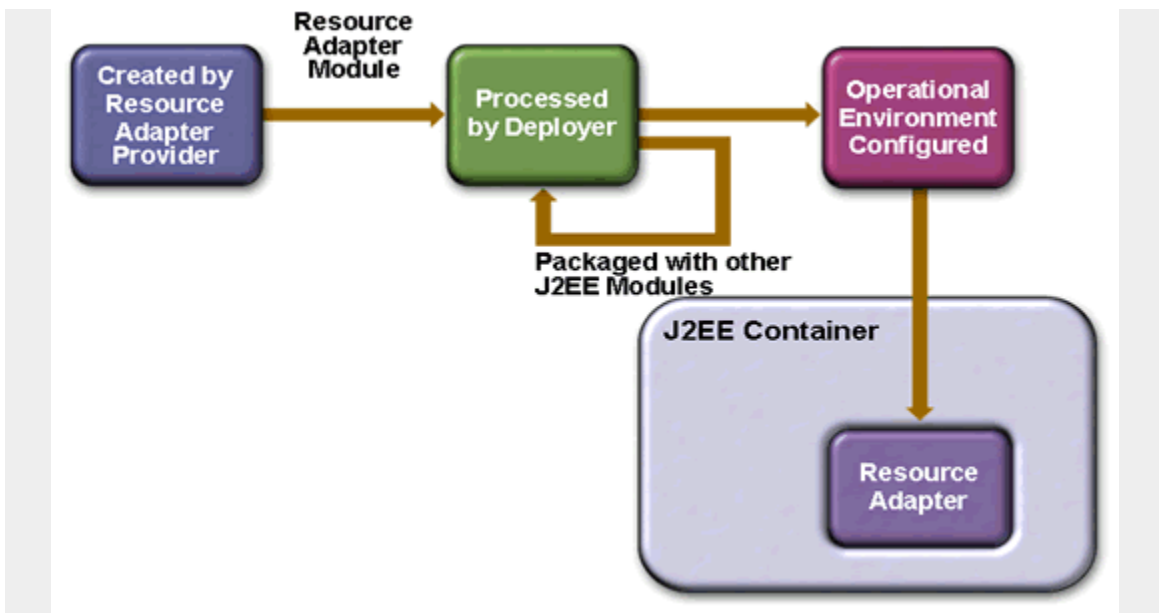 Resource
Adapter
Module
Created by
Resource
Adapter
Provider
Processed
by Deployer
Operational
Environment
Configured
Packaged with other
J2EE Modules
J2EE Container
Resource
Adapter